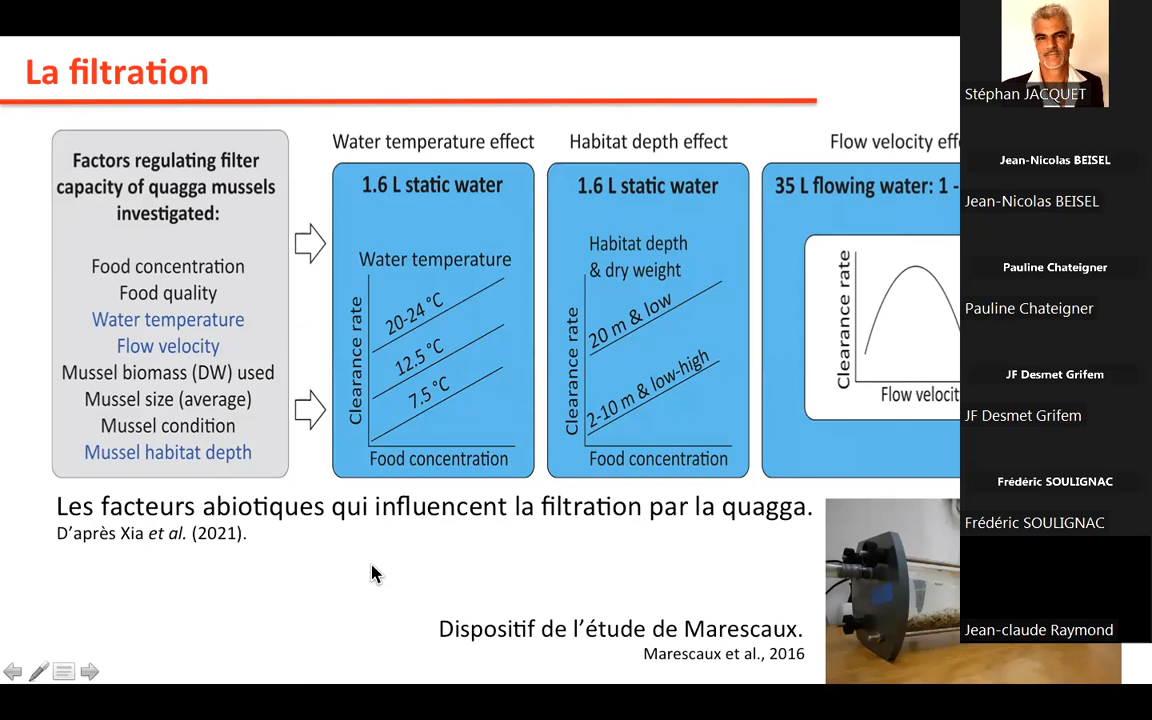 La filtration
Factors regulating filter
capacity of quagga mussels
investigated:
Food concentration
Food quality
Water temperature
Flow velocity
Mussel biomass (DW) used
Mussel size (average)
Mussel condition
Mussel habitat depth
Water temperature effect
1.6 L static water
Water temperature
20-24 °C
12.5 °C
7.5 °C
Clearance rate
Food concentration
Habitat depth effect
1.6 L static water
Habitat depth
& dry weight
20 m & low
2-10 m & low-high
Clearance rate
Food concentration
Flow velocity eff
35 L flowing water: 1 -
Clearance rate
Flow velocit
Les facteurs abiotiques qui influencent la filtration par la quagga.
D’après Xia et al. (2021).
Dispositif de l’étude de Marescaux.
Marescaux et al., 2016
Stéphan JACQUET
Jean-Nicolas BEISEL
Jean-Nicolas BEISEL
Pauline Chateigner
Pauline Chateigner
JF Desmet Grifem
JF Desmet Grifem
Frédéric SOULIGNAC
Frédéric SOULIGNAC
Jean-claude Raymond